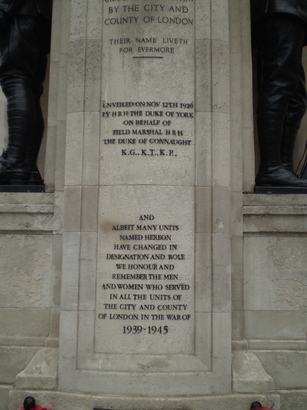 BY THE CITY AND
COUNTY OF LONDON
THEIR NAME LIVETH
FOR EVERMORE
UNVEILED ON NOV 12TH 1920
BY H R H THE DUKE OF YORK
ON BEHALF OF
FIELD MARSHAL H R H
THE DUKE OF CONNAUGHT
K.G., K.T., K.P.,
AND
ALBEIT MANY UNITS
NAMED HEREON
HAVE CHANGED IN
DESIGNATION AND ROLE
WE HONOUR AND
REMEMBER THE MEN
AND WOMEN WHO SERVED
IN ALL THE UNITS OF
THE CITY AND COUNTY
OF LONDON IN THE WAR OF
1939-1945